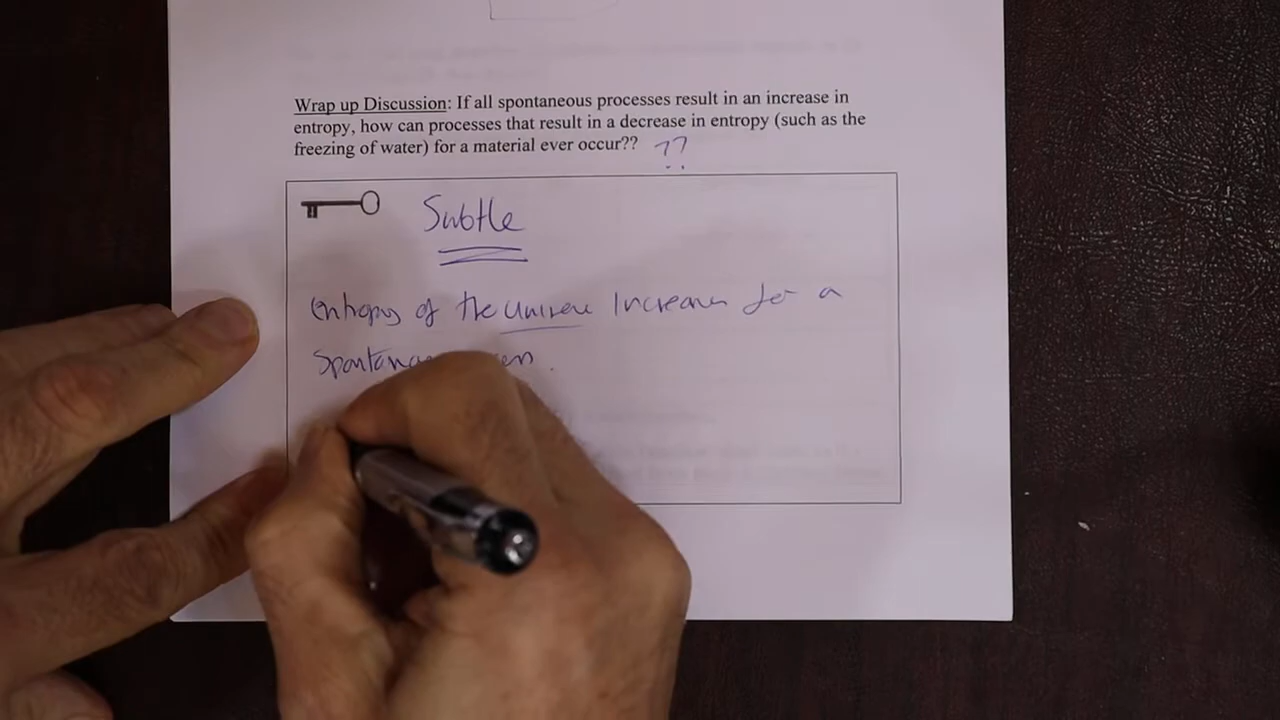 Wrap up Discussion: If all spontaneous processes result in an increase in
entropy, how can processes that result in a decrease in entropy (such as the
freezing of water) for a material ever occur?? ??
Subtle
Entropy of the universe increases for a